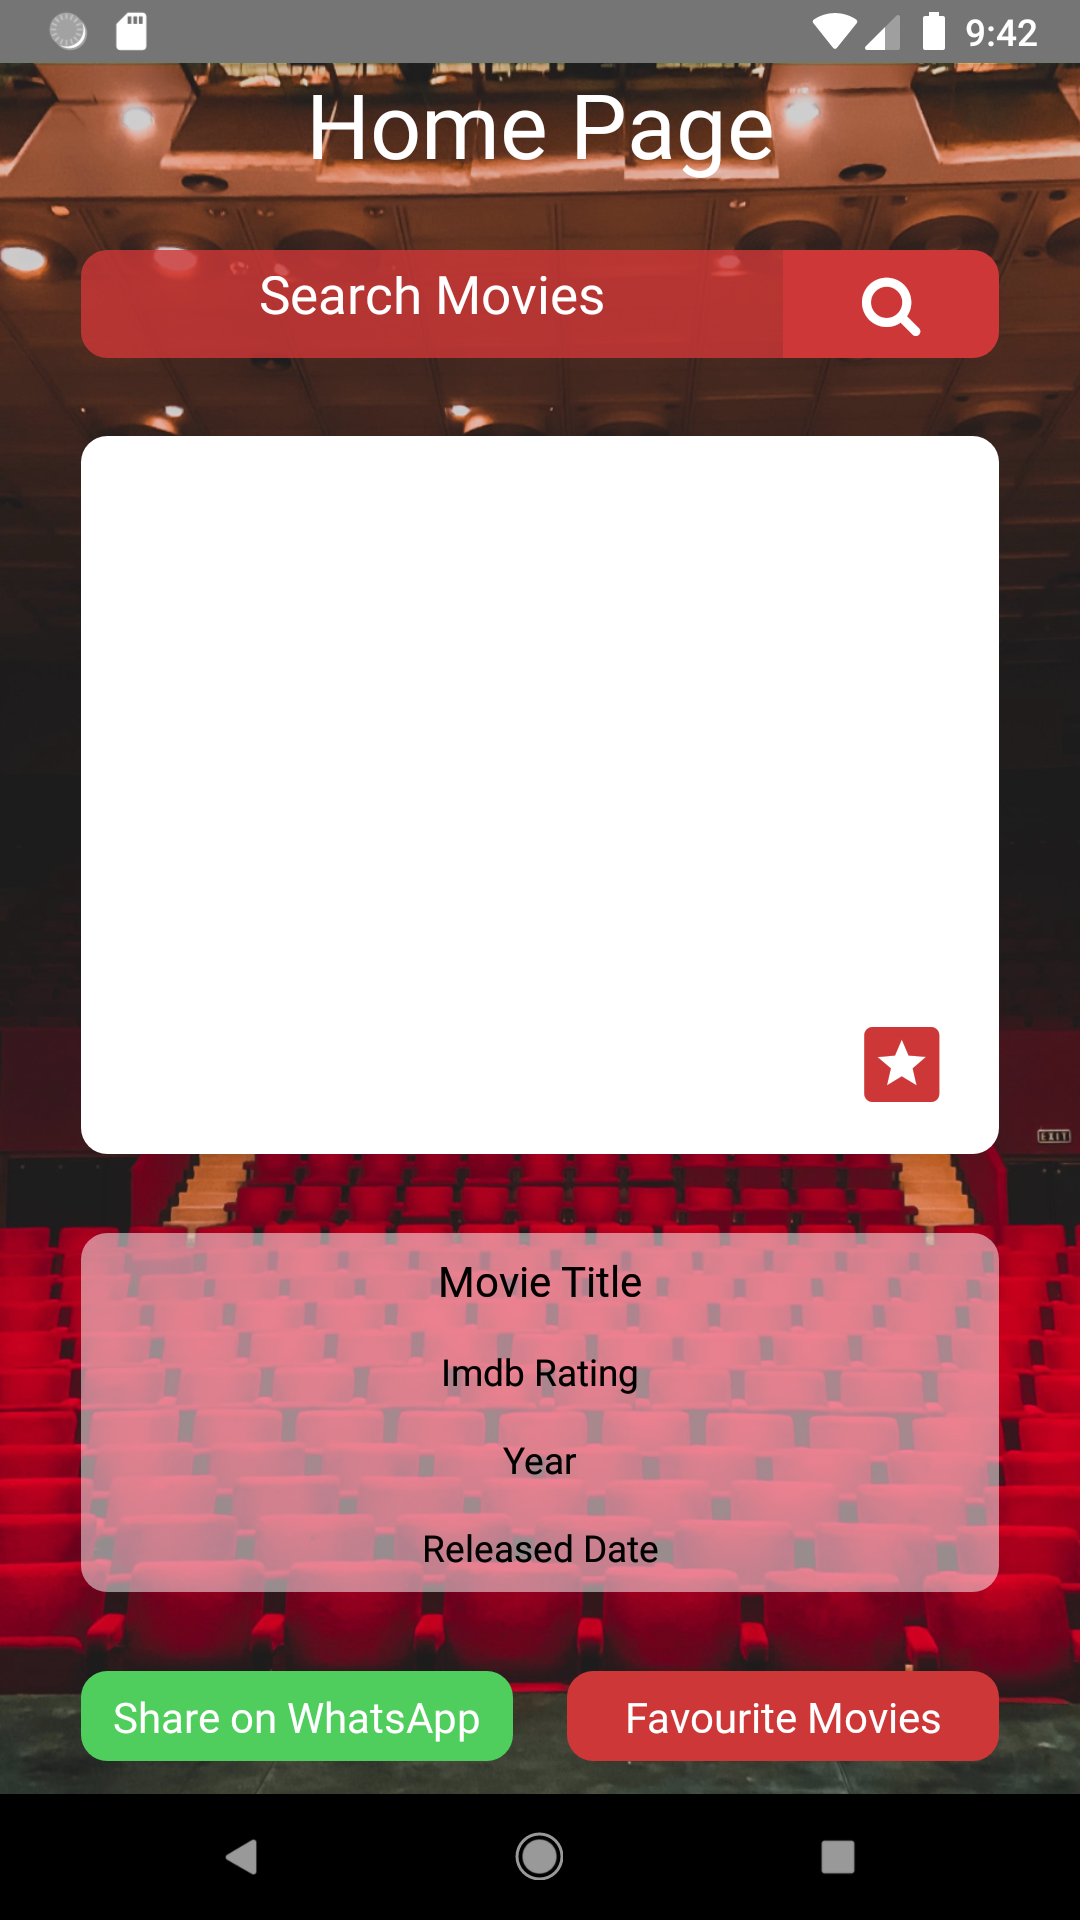 9:42
Home Page
Search Movies
EXIT
Movie Title
Imdb Rating
Year
Released Date
Share on WhatsApp
Favourite Movies